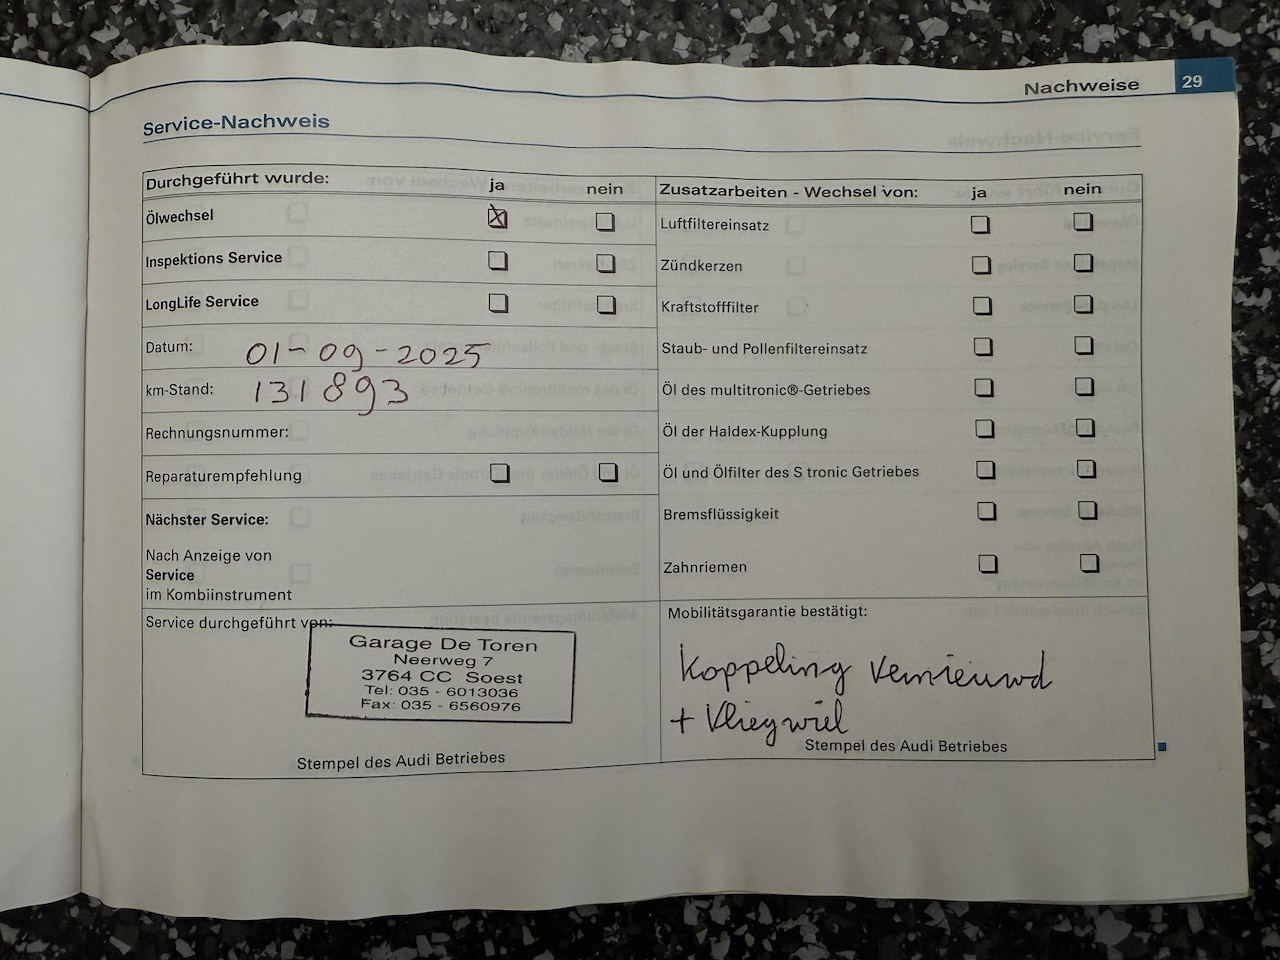 Nachweise 29
Service-Nachweis
Durchgeführt wurde: ja nein
Ölwechsel
Inspektions Service
LongLife Service
Datum: 01-09-2025
km-Stand: 131893
Rechnungsnummer:
Reparaturempfehlung
Nächster Service:
Nach Anzeige von
Service
im Kombiinstrument
Service durchgeführt von:
Garage De Toren
Neerweg 7
3764 CC Soest
Tel: 035 - 6013036
Fax: 035 - 6560976
Stempel des Audi Betriebes
Zusatzarbeiten - Wechsel von: ja nein
Luftfiltereinsatz
Zündkerzen
Kraftstofffilter
Staub- und Pollenfiltereinsatz
Öl des multitronic®-Getriebes
Öl der Haldex-Kupplung
Öl und Ölfilter des S tronic Getriebes
Bremsflüssigkeit
Zahnriemen
Mobilitätsgarantie bestätigt:
Koppeling Vernieuwd
+ Vliegwiel
Stempel des Audi Betriebes